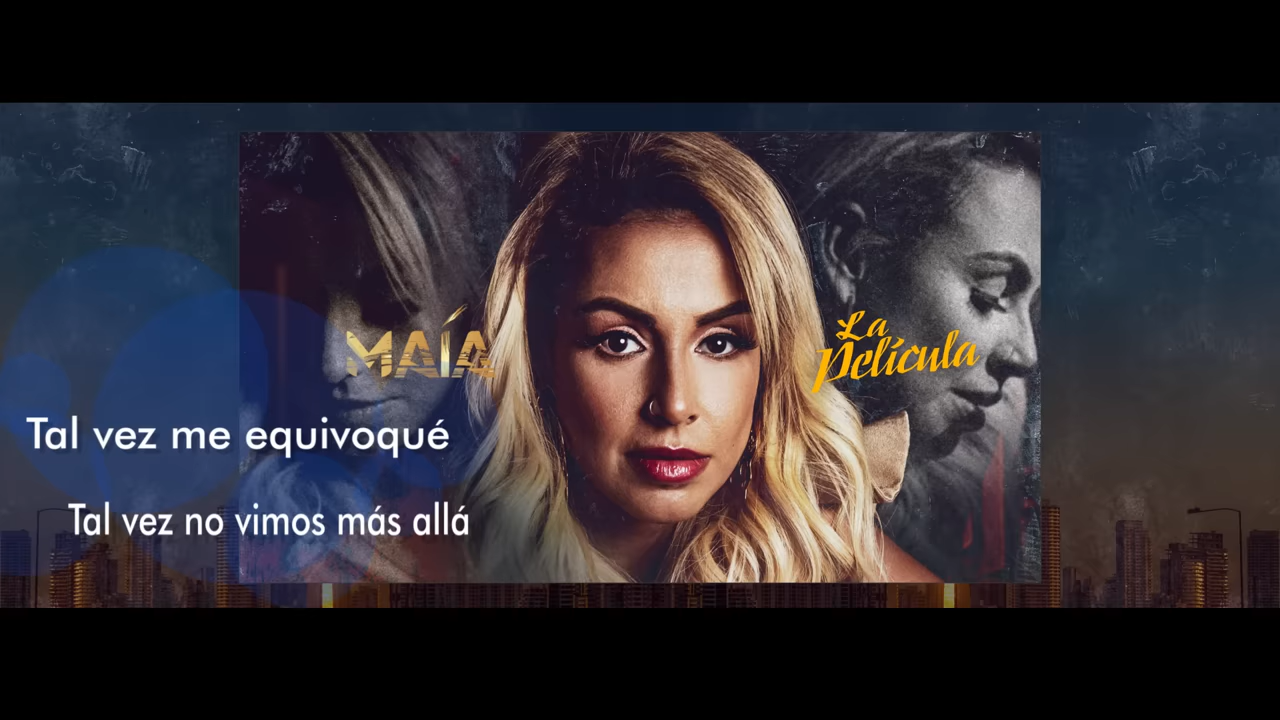 MAÍA
La
Película
Tal vez me equivoqué
Tal vez no vimos más allá